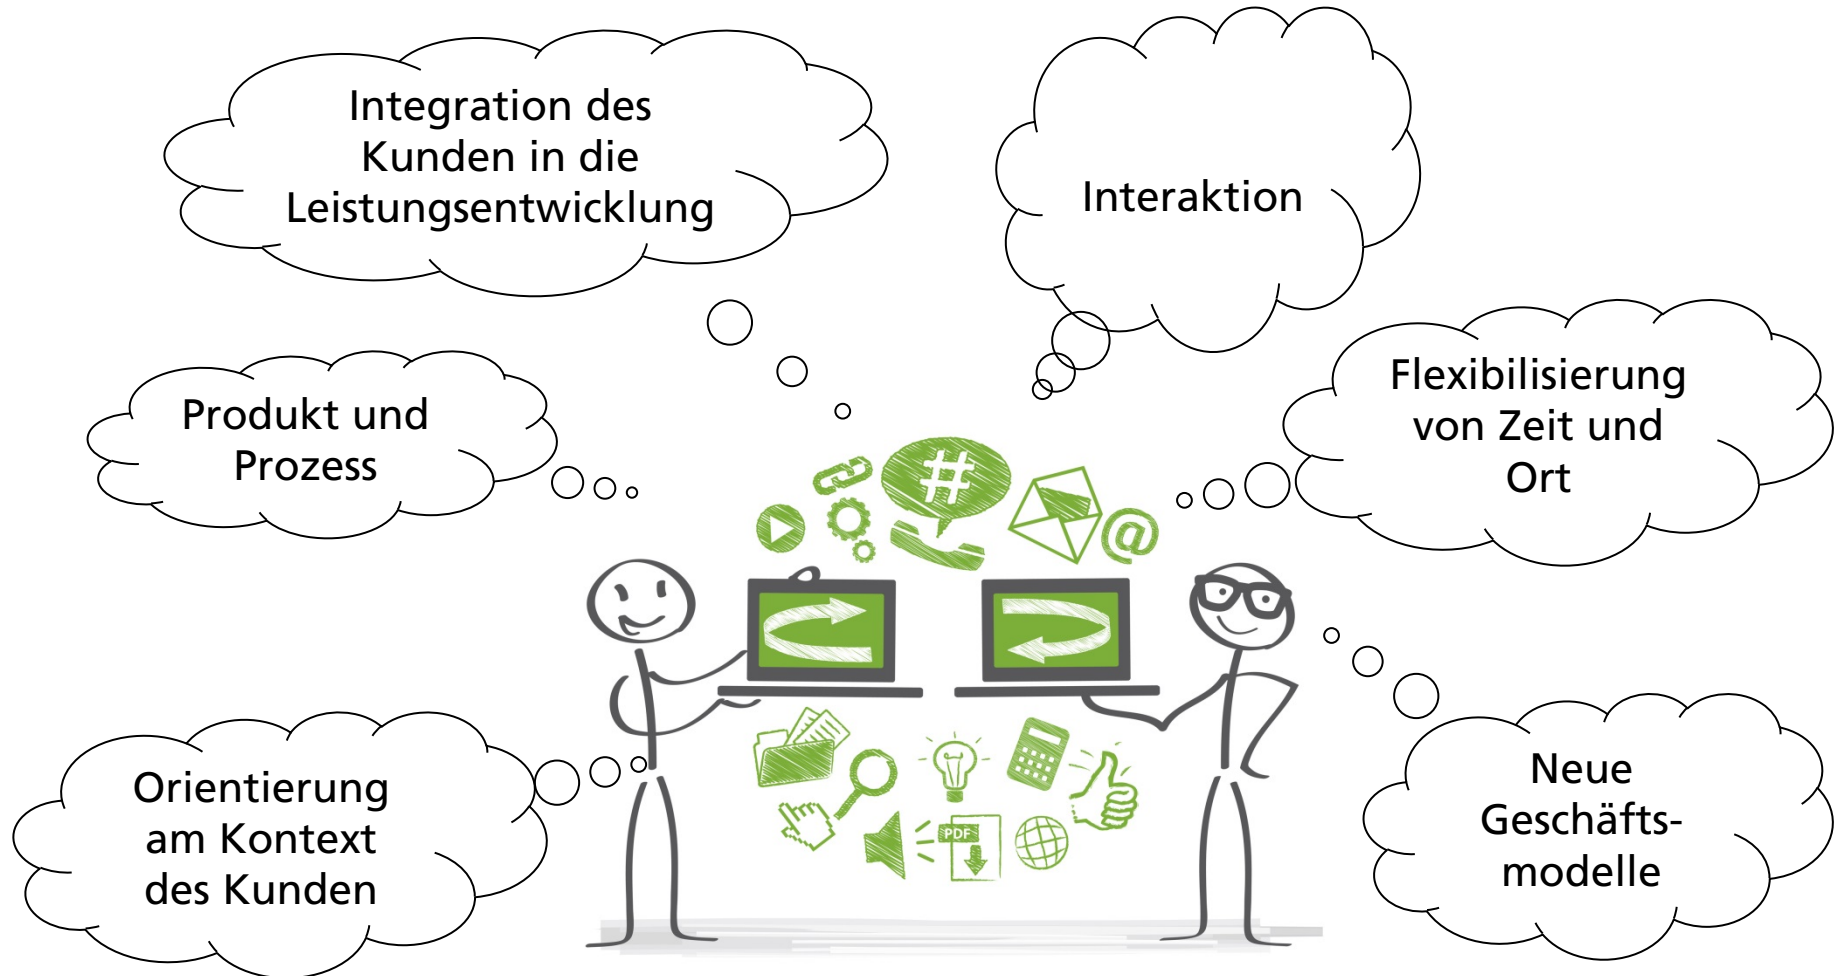 Integration des
Kunden in die
Leistungsentwicklung
Interaktion
Produkt und
Prozess
Flexibilisierung
von Zeit und
Ort
#
@
Orientierung
am Kontext
des Kunden
PDF
Neue
Geschäfts-
modelle